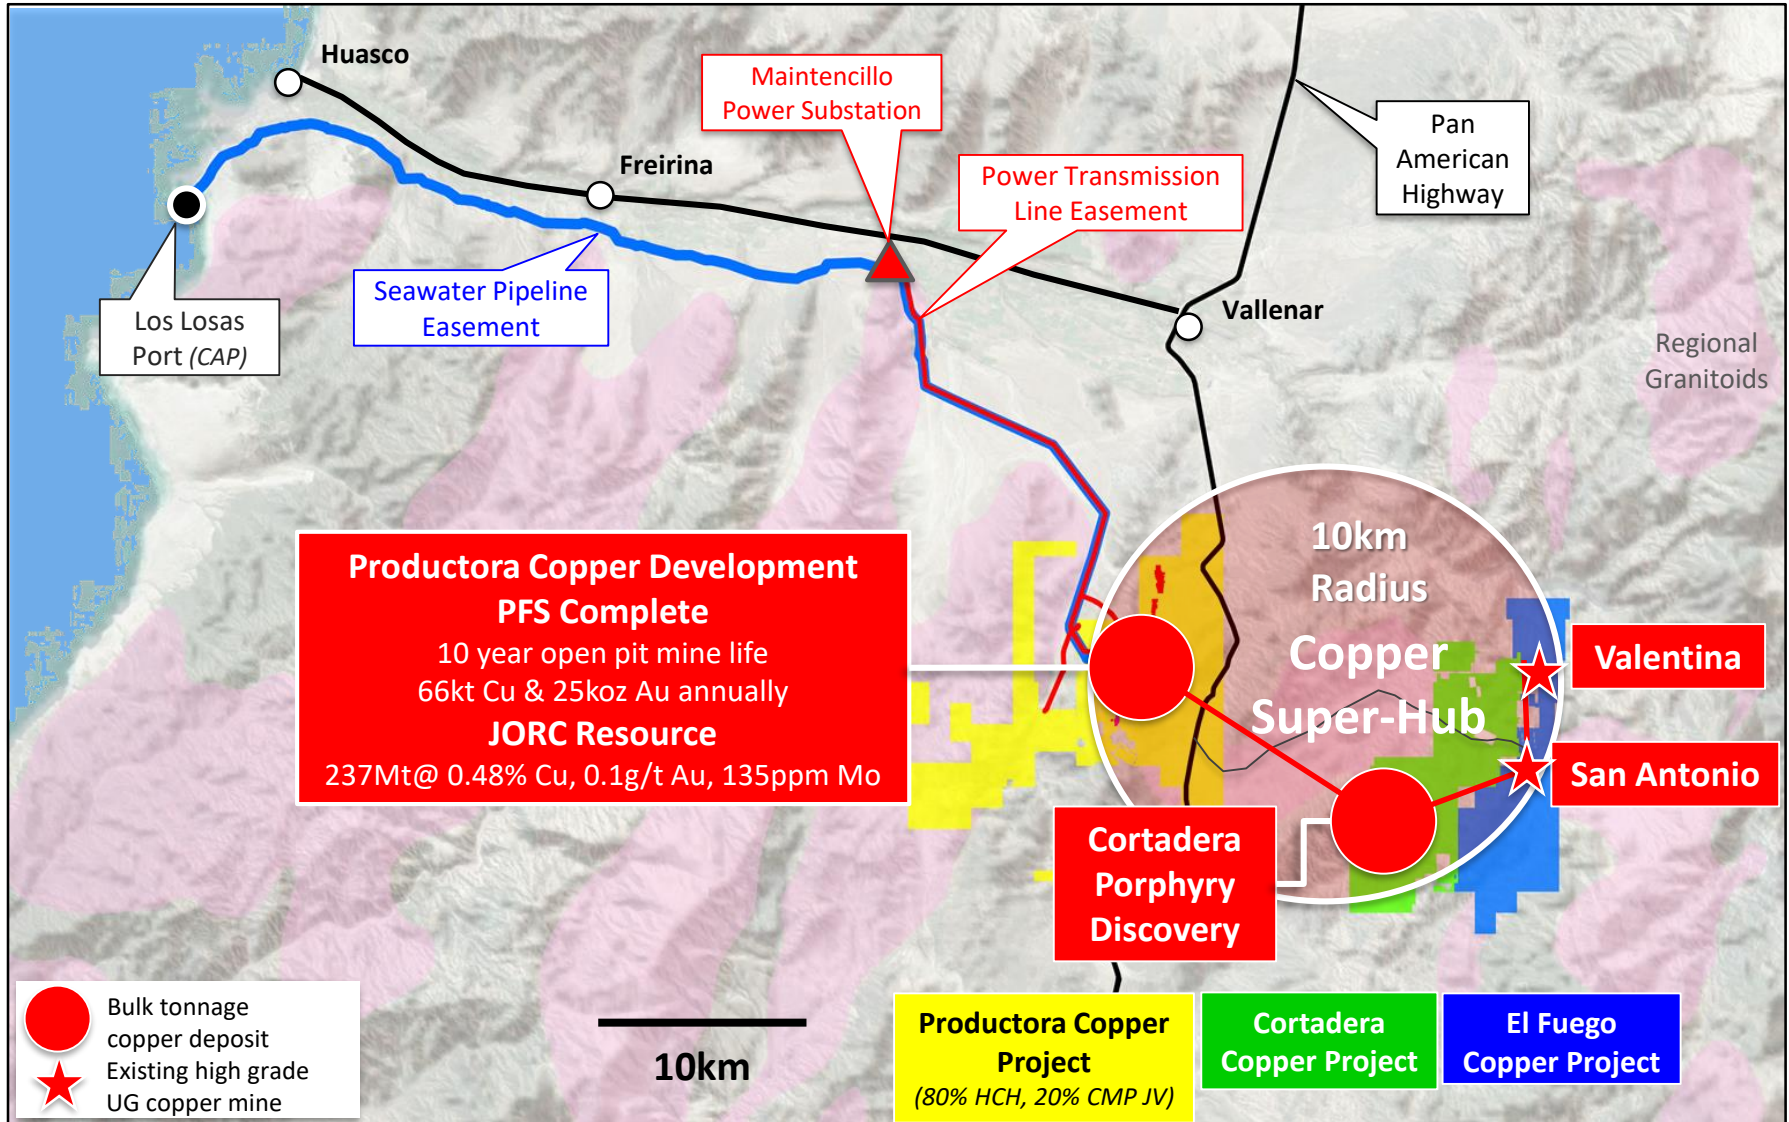 Huasco
Maintencillo
Power Substation
Pan
American
Highway
Freirina
Power Transmission
Line Easement
Seawater Pipeline
Easement
Los Losas
Port (CAP)
Vallenar
Regional
Granitoids
10km
Radius
Copper
Super-Hub
Productora Copper Development
PFS Complete
10 year open pit mine life
66kt Cu & 25koz Au annually
JORC Resource
237Mt@ 0.48% Cu, 0.1g/t Au, 135ppm Mo
Valentina
San Antonio
Cortadera
Porphyry
Discovery
Bulk tonnage
copper deposit
Existing high grade
UG copper mine
10km
Productora Copper
Project
(80% HCH, 20% CMP JV)
Cortadera
Copper Project
El Fuego
Copper Project